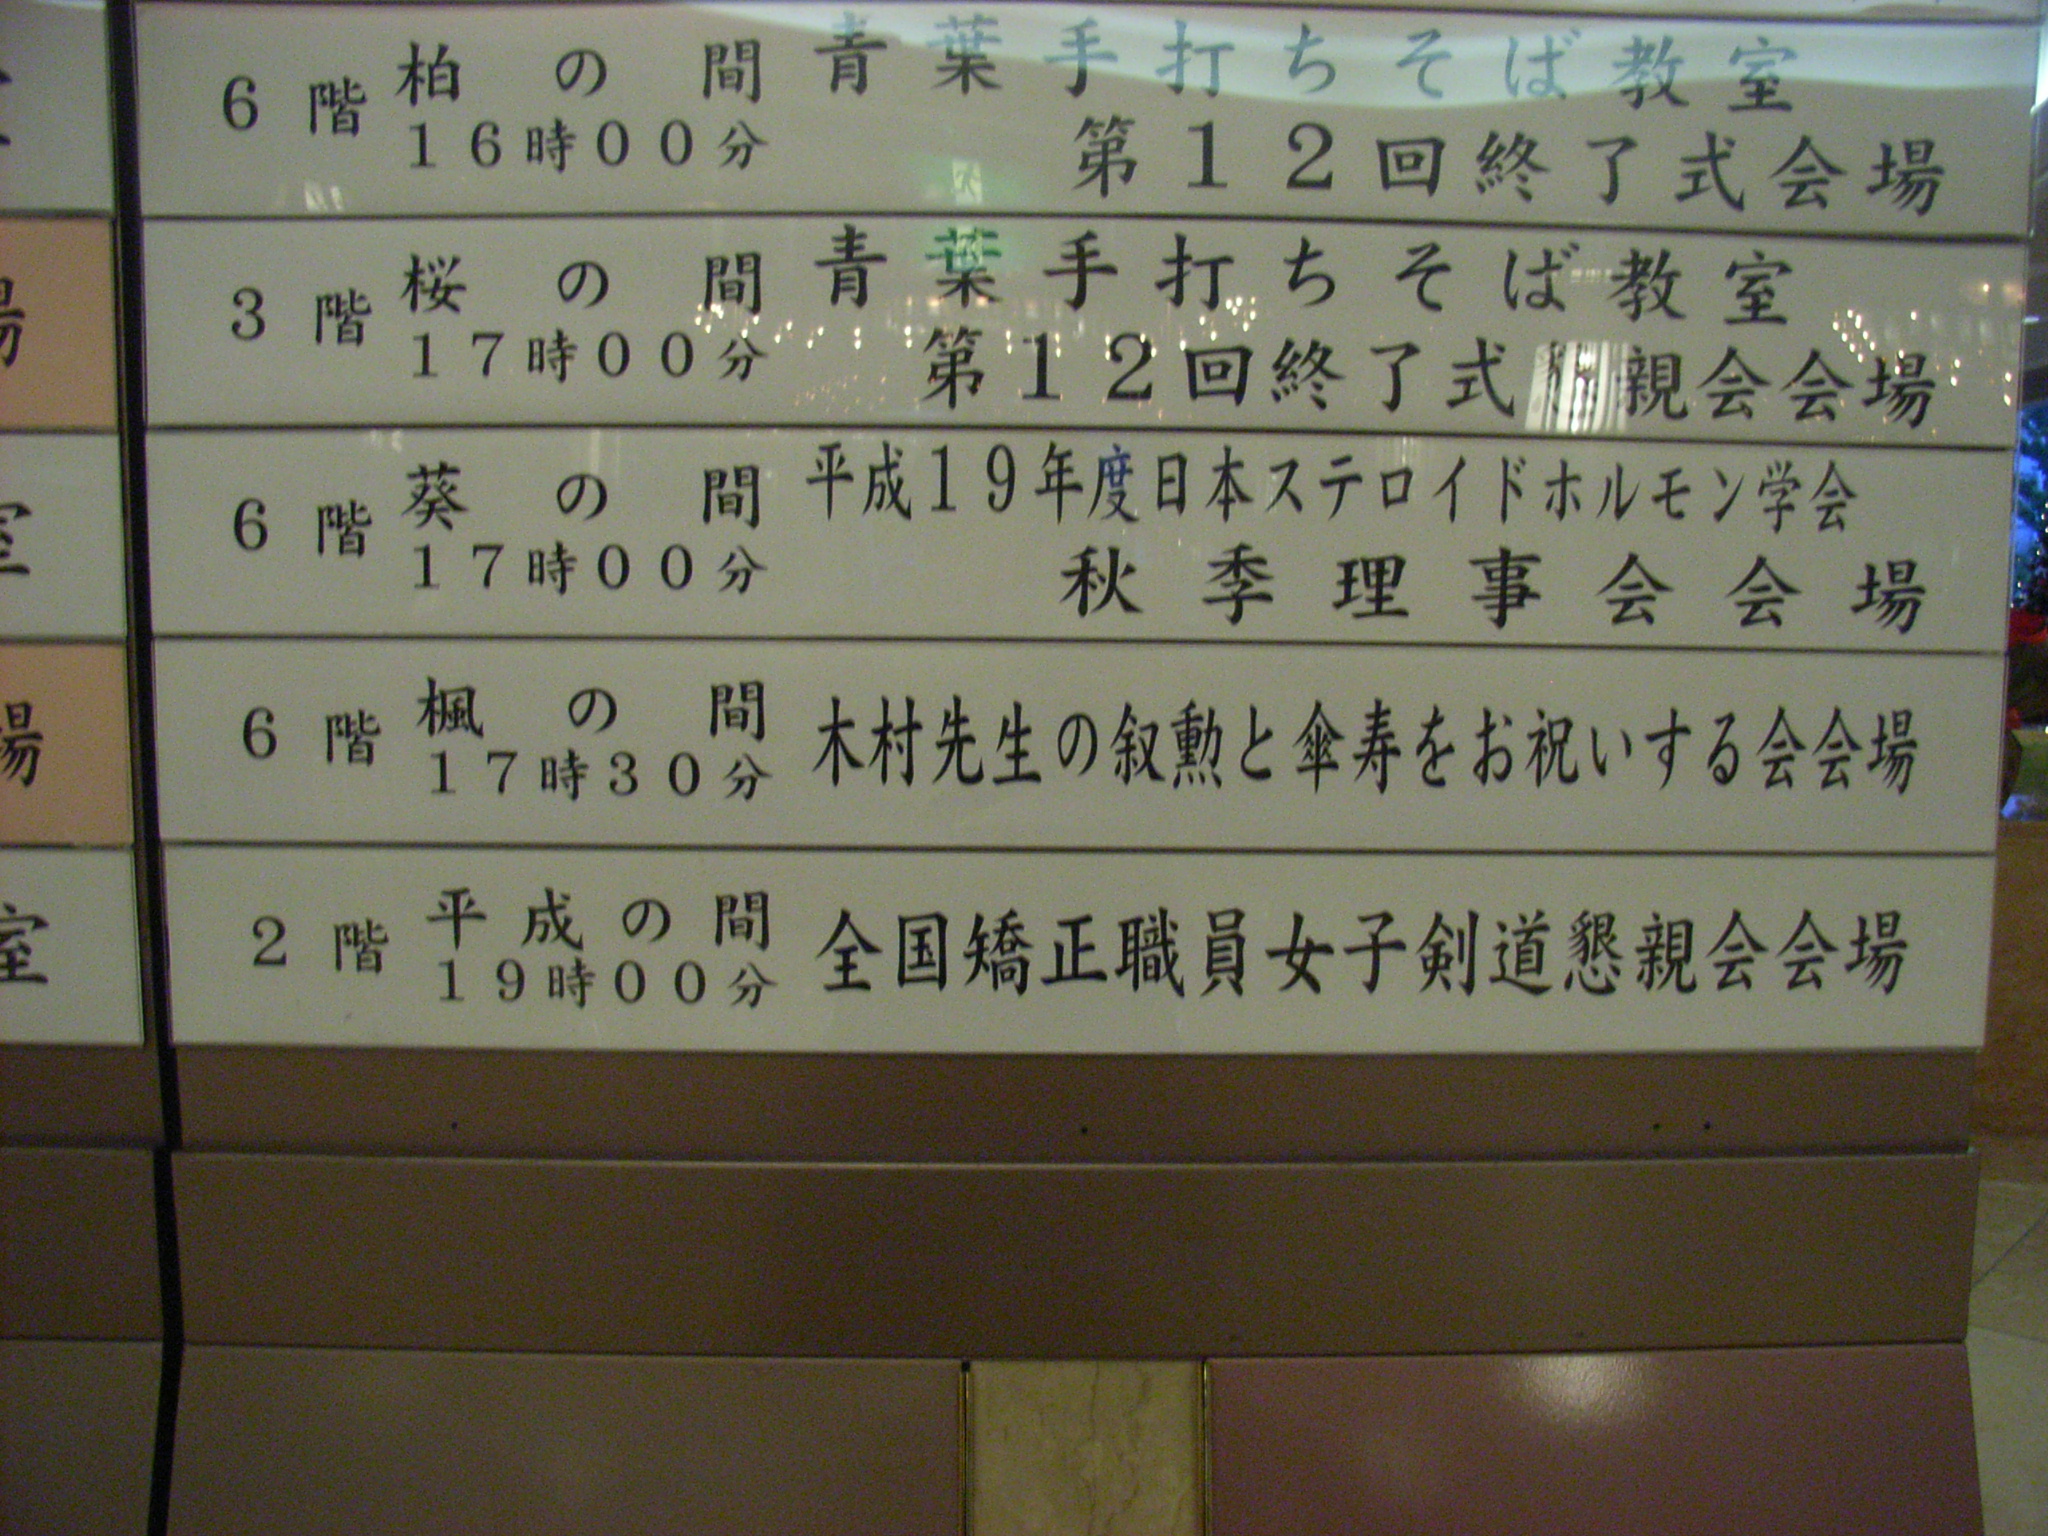 6階 柏の間 青葉手打ちそば教室
16時00分 第12回終了式会場
3階 桜の間 青葉手打ちそば教室
17時00分 第12回終了式 親会会場
6階 葵の間 平成19年度日本ステロイドホルモン学会
17時00分 秋季理事会会場
6階 楓の間 木村先生の叙勲と傘寿をお祝いする会会場
17時30分
2階 平成の間 全国矯正職員女子剣道懇親会会場
19時00分
場
室
場
室